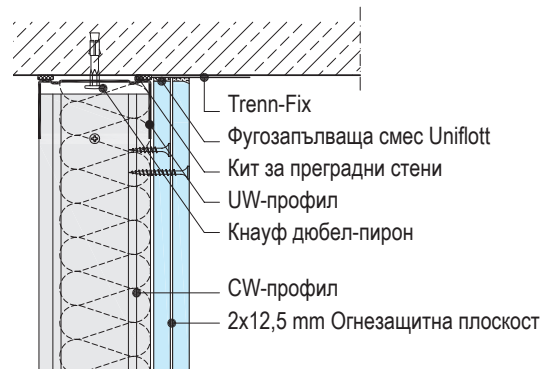 Trenn-Fix
Фугозапълваща смес Uniflott
Кит за преградни стени
UW-профил
Кнауф дюбел-пирон
CW-профил
2x12,5 mm Огнезащитна плоскост